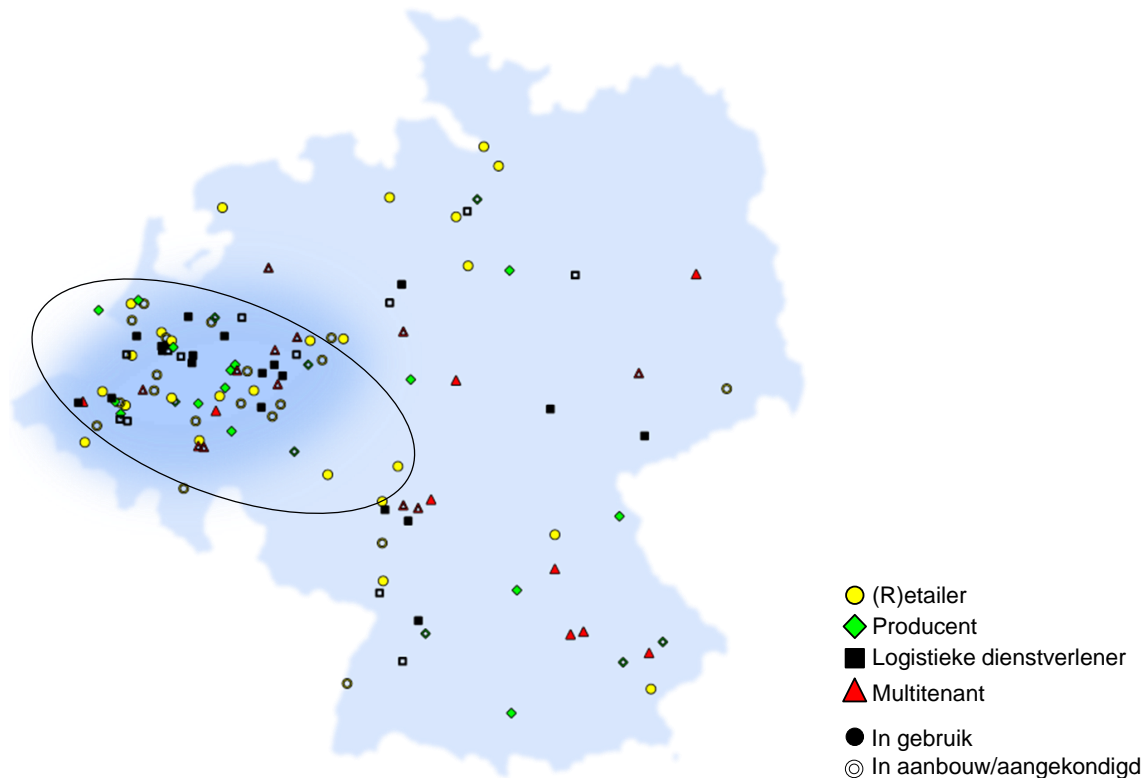 (R)etailer
Producent
Logistieke dienstverlener
Multitenant
In gebruik
In aanbouw/aangekondigd